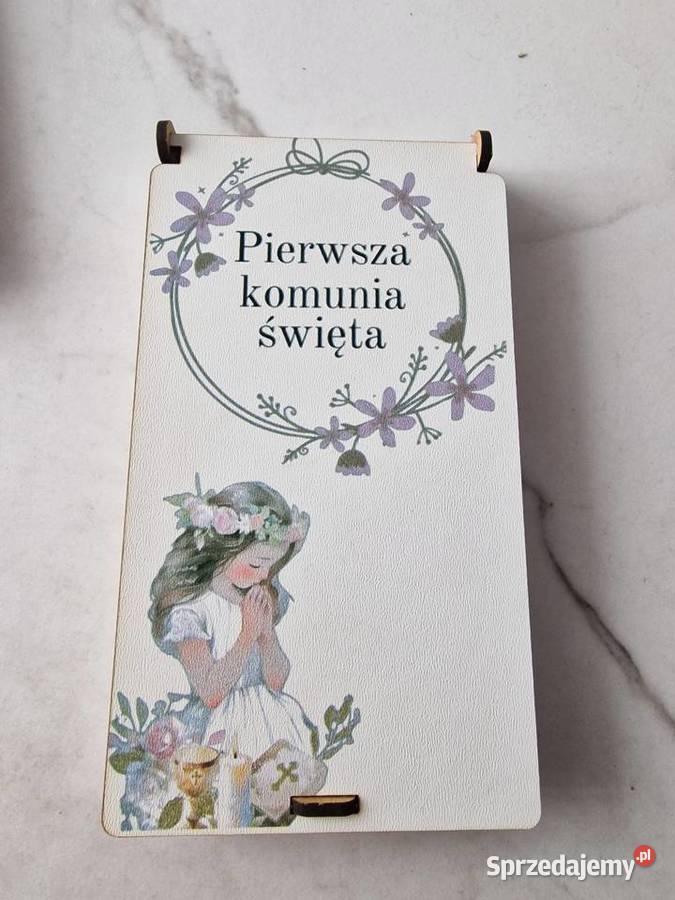 Pierwsza
komunia
święta
Sprzedajemy.pl